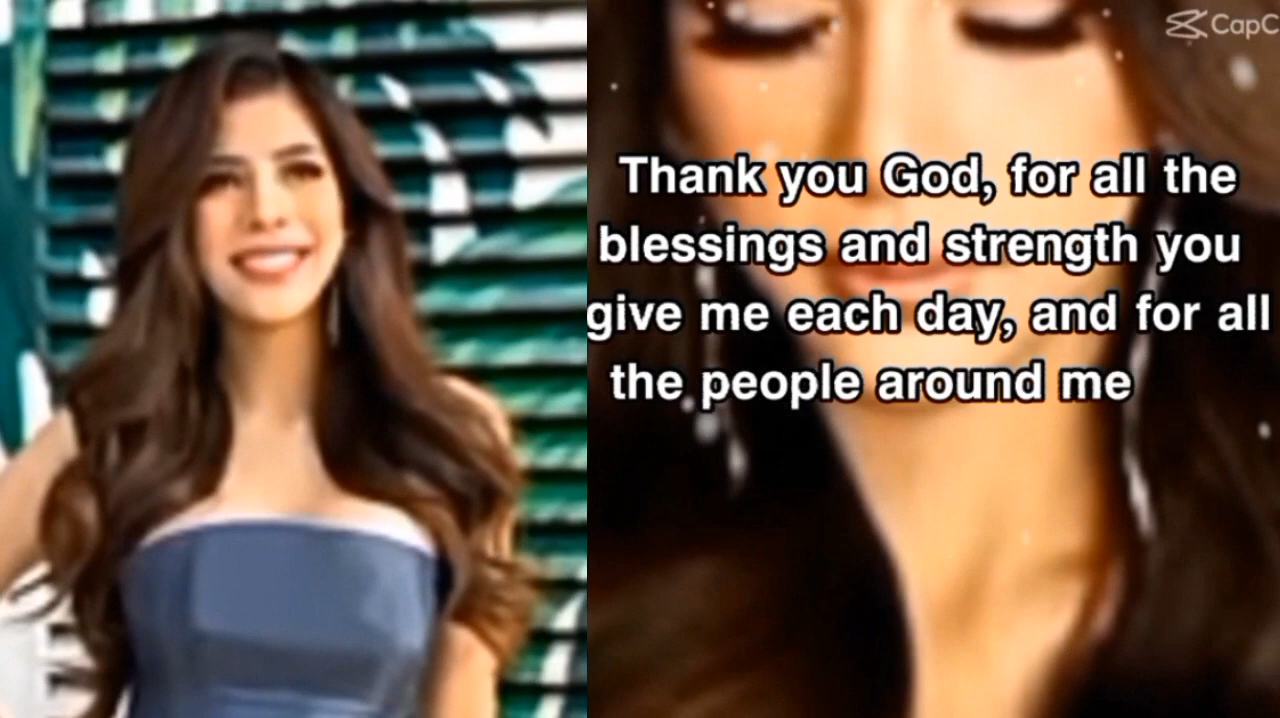 CapC
Thank you God, for all the
blessings and strength you
give me each day, and for all
the people around me